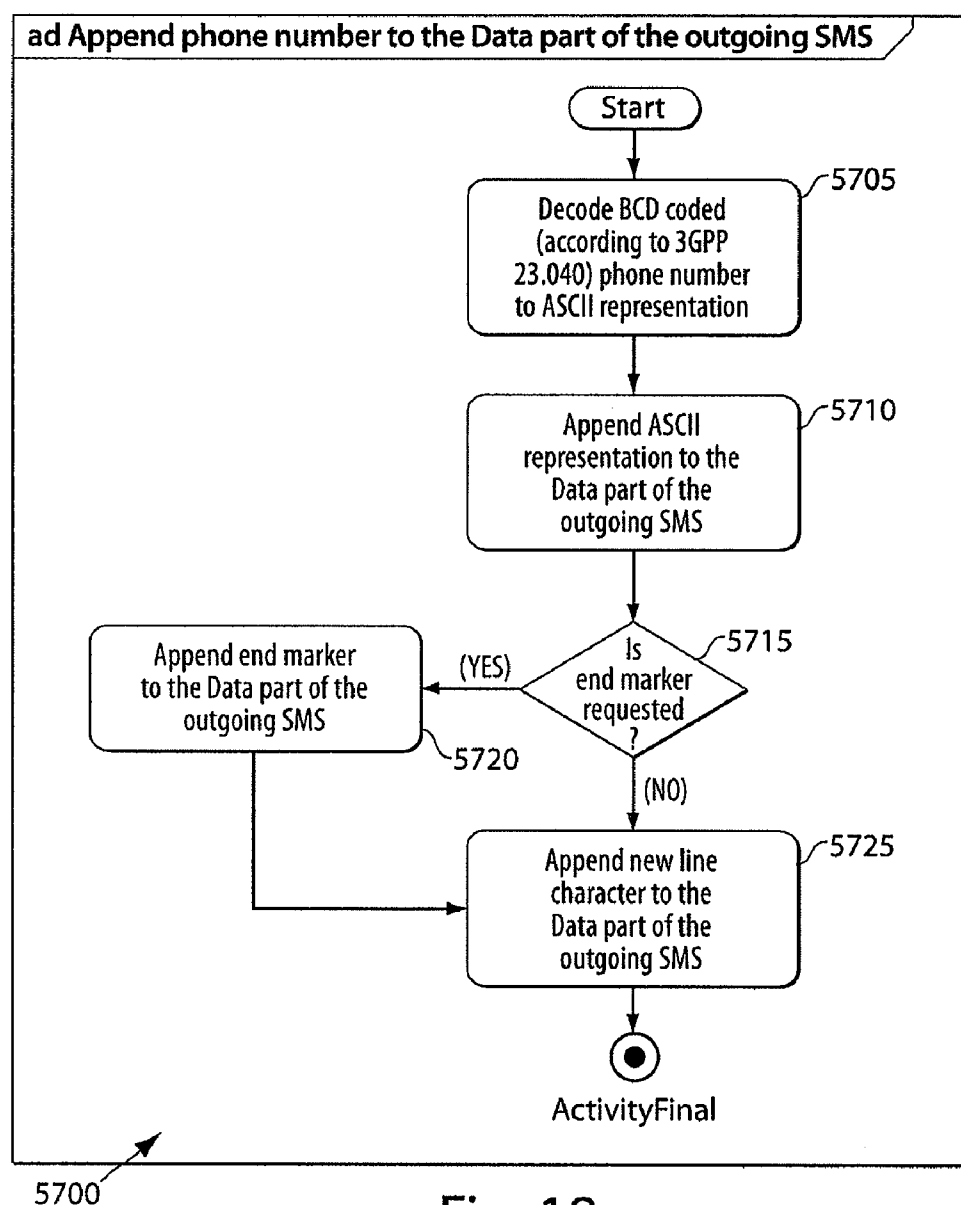 ad Append phone number to the Data part of the outgoing SMS
Start
5705
Decode BCD coded
(according to 3GPP
23.040) phone number
to ASCII representation
5710
Append ASCII
representation to the
Data part of the
outgoing SMS
5715
Is
end marker
requested
?
(YES)
Append end marker
to the Data part of the
outgoing SMS
5720
(NO)
5725
Append new line
character to the
Data part of the
outgoing SMS
ActivityFinal
5700